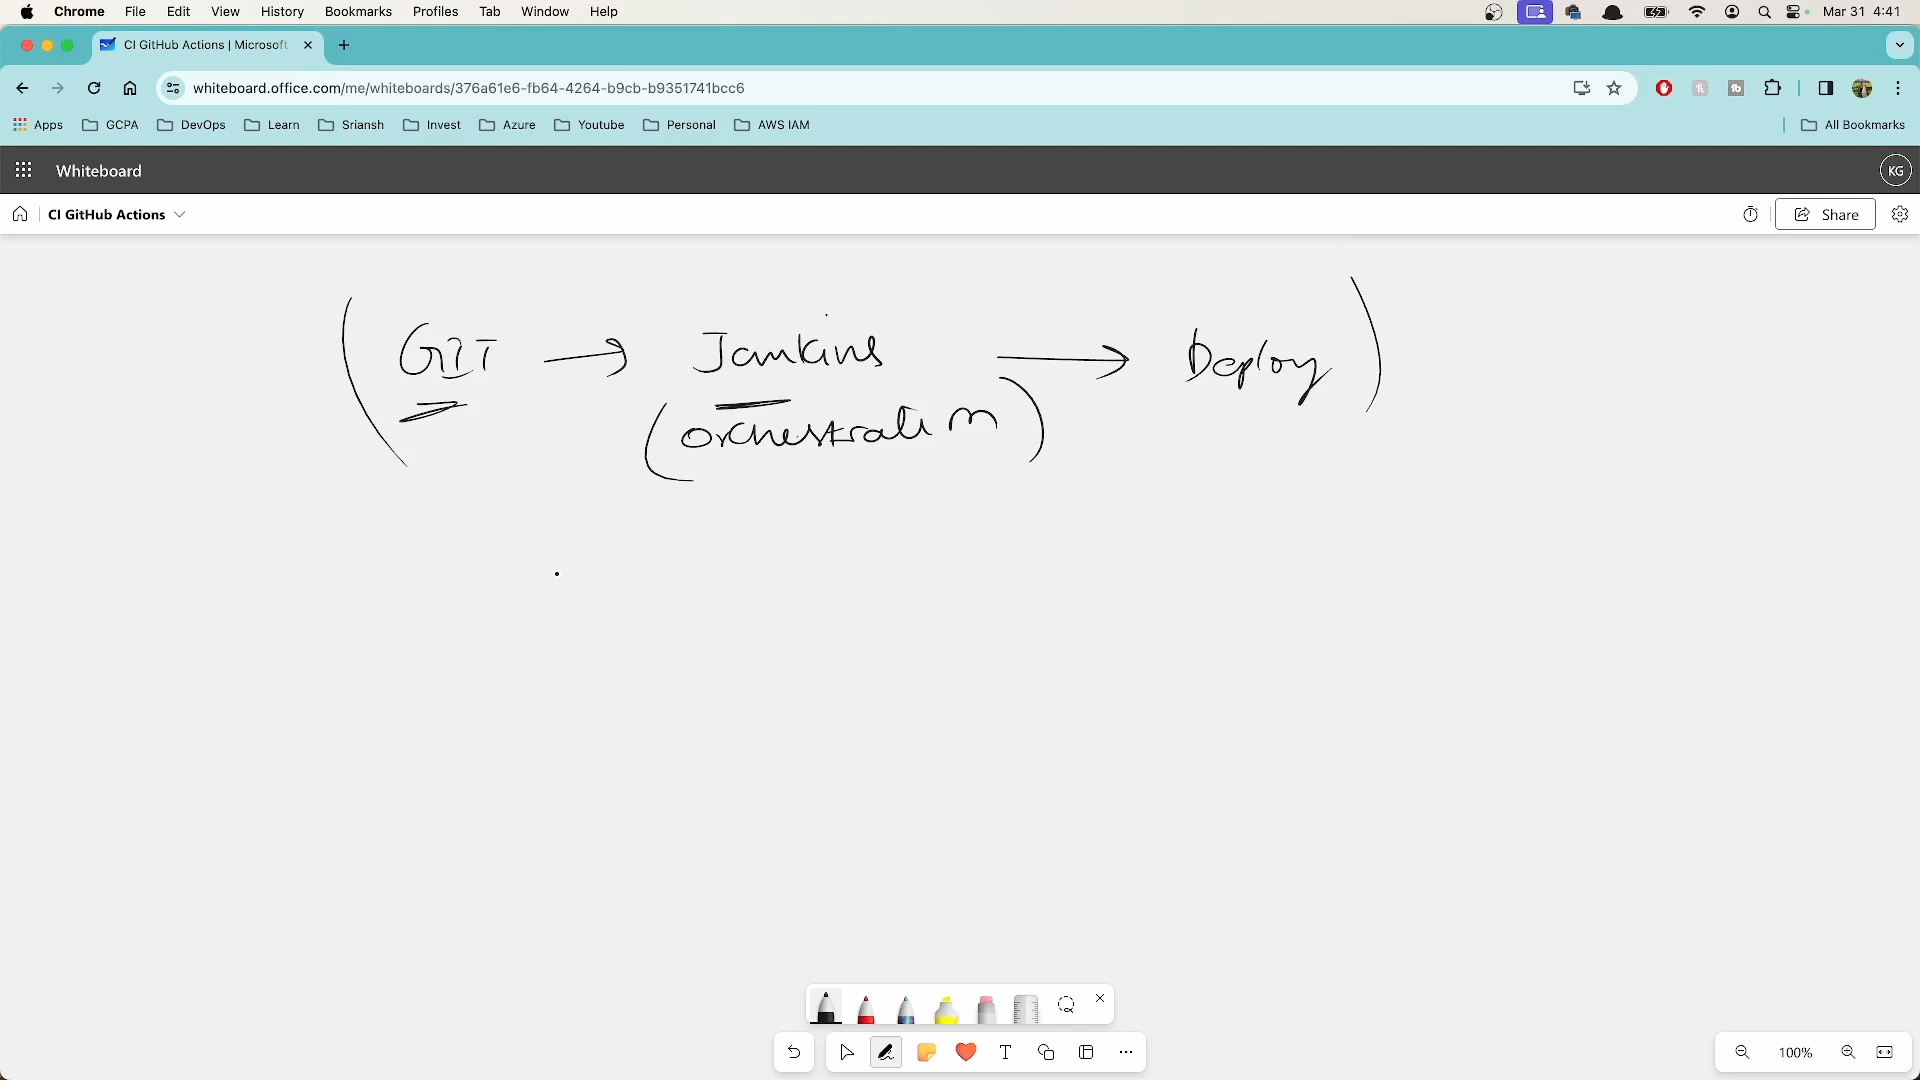 Chrome File Edit View History Bookmarks Profiles Tab Window Help Mar 31 4:41
CI GitHub Actions | Microsoft
whiteboard.office.com/me/whiteboards/376a61e6-fb64-4264-b9cb-b9351741bcc6
Apps GCPA DevOps Learn Sriansh Invest Azure Youtube Personal AWS IAM All Bookmarks
Whiteboard KG
CI GitHub Actions Share
GIT Jankins Deploy
(orchestration)
100%